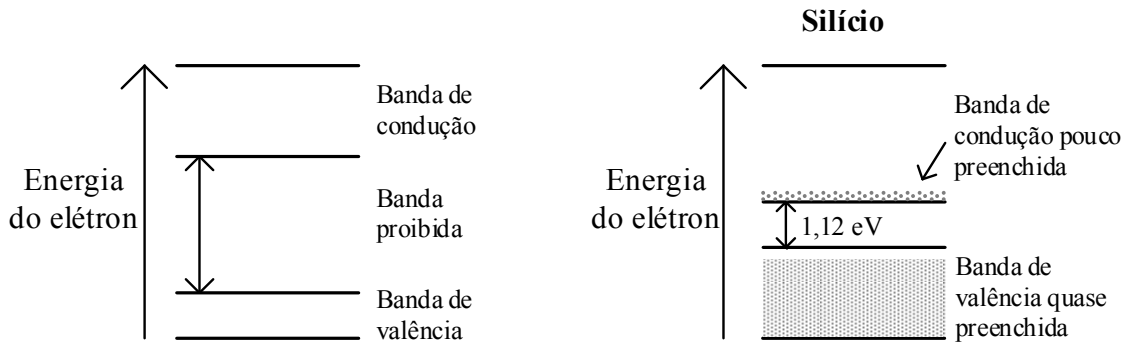 Energia
do elétron
Banda de
condução
Banda
proibida
Banda de
valência
Silício
Energia
do elétron
Banda de
condução pouco
preenchida
1,12 eV
Banda de
valência quase
preenchida